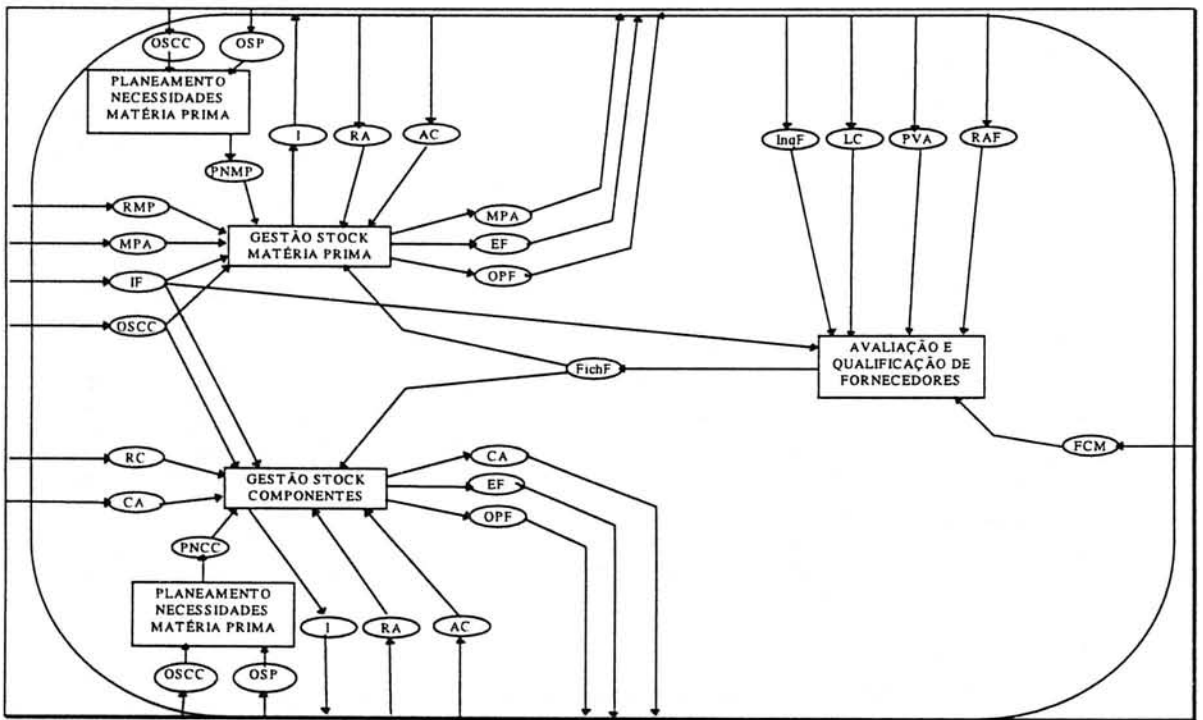 OSCC
OSP
PLANEAMENTO
NECESSIDADES
MATÉRIA PRIMA
I
RA
AC
InqF
LC
PVA
RAF
PNMP
RMP
MPA
GESTÃO STOCK
MATÉRIA PRIMA
MPA
EF
IF
OPF
OSCC
AVALIAÇÃO E
QUALIFICAÇÃO DE
FORNECEDORES
FichF
FCM
RC
CA
GESTÃO STOCK
COMPONENTES
CA
EF
OPF
PNCC
PLANEAMENTO
NECESSIDADES
MATÉRIA PRIMA
I
RA
AC
OSCC
OSP